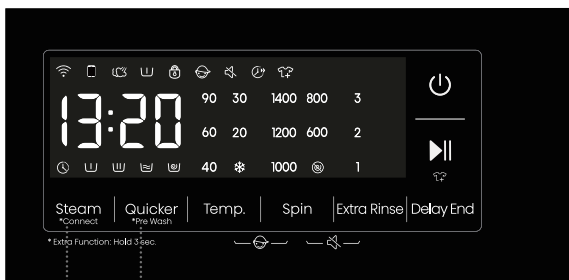 13:20
90 30 1400 800 3
60 20 1200 600 2
40 1000 1
Steam Quicker Temp. Spin Extra Rinse Delay End
*Connect *Pre Wash
* Extra Function: Hold 3 sec.